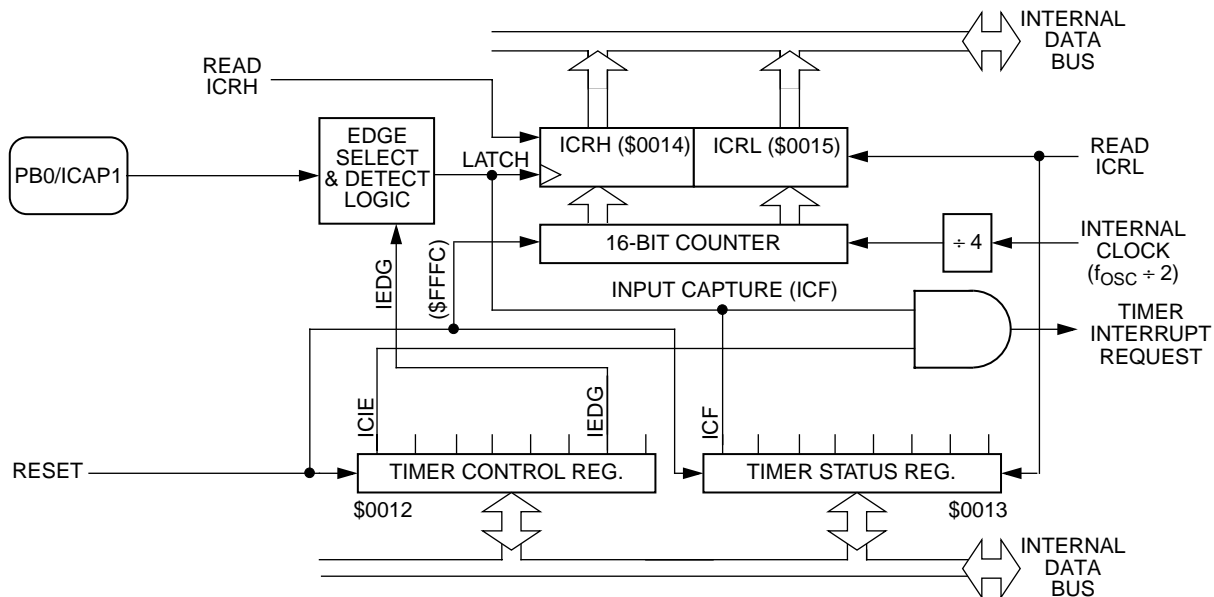 INTERNAL
DATA
BUS
READ
ICRH
EDGE
SELECT
& DETECT
LOGIC
LATCH
ICRH ($0014)
ICRL ($0015)
READ
ICRL
PB0/ICAP1
16-BIT COUNTER
÷ 4
INTERNAL
CLOCK
(fOSC ÷ 2)
IEDG
($FFFC)
INPUT CAPTURE (ICF)
TIMER
INTERRUPT
REQUEST
ICIE
IEDG
ICF
RESET
TIMER CONTROL REG.
TIMER STATUS REG.
$0012
$0013
INTERNAL
DATA
BUS